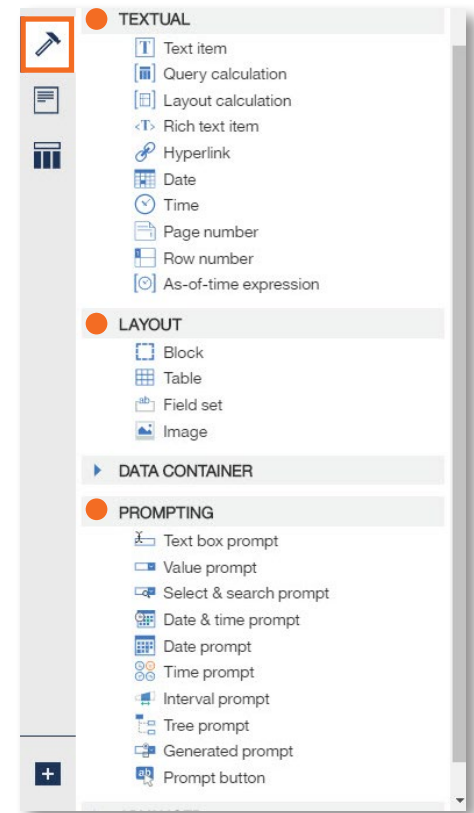 TEXTUAL
Text item
Query calculation
Layout calculation
Rich text item
Hyperlink
Date
Time
Page number
Row number
As-of-time expression
LAYOUT
Block
Table
Field set
Image
DATA CONTAINER
PROMPTING
Text box prompt
Value prompt
Select & search prompt
Date & time prompt
Date prompt
Time prompt
Interval prompt
Tree prompt
Generated prompt
Prompt button